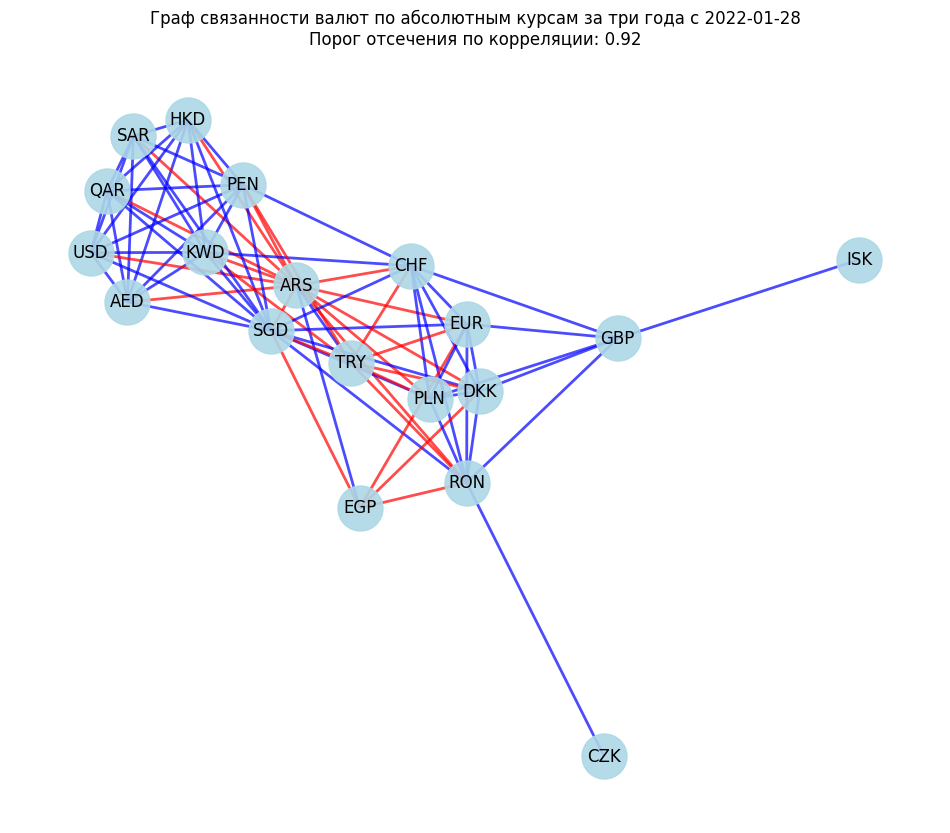 Граф связанности валют по абсолютным курсам за три года с 2022-01-28
Порог отсечения по корреляции: 0.92
HKD
SAR
PEN
QAR
USD
KWD
ISK
CHF
ARS
AED
EUR
SGD
GBP
TRY
DKK
PLN
RON
EGP
CZK